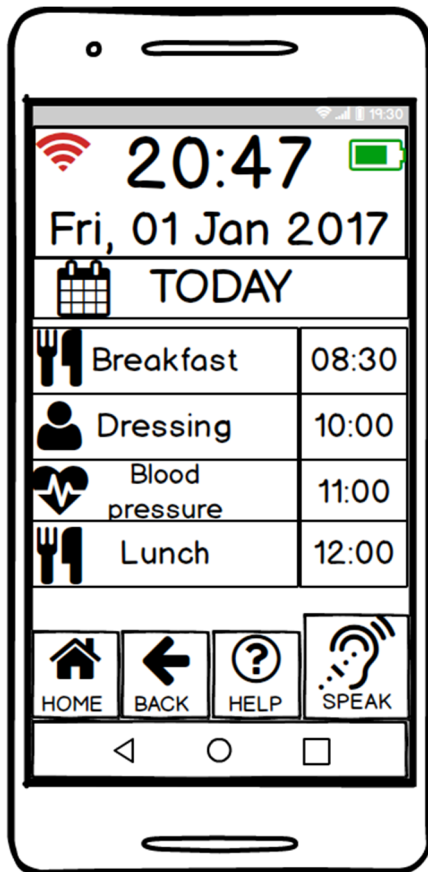 19:30
20:47
Fri, 01 Jan 2017
TODAY
Breakfast 08:30
Dressing 10:00
Blood
pressure 11:00
Lunch 12:00
HOME BACK HELP SPEAK